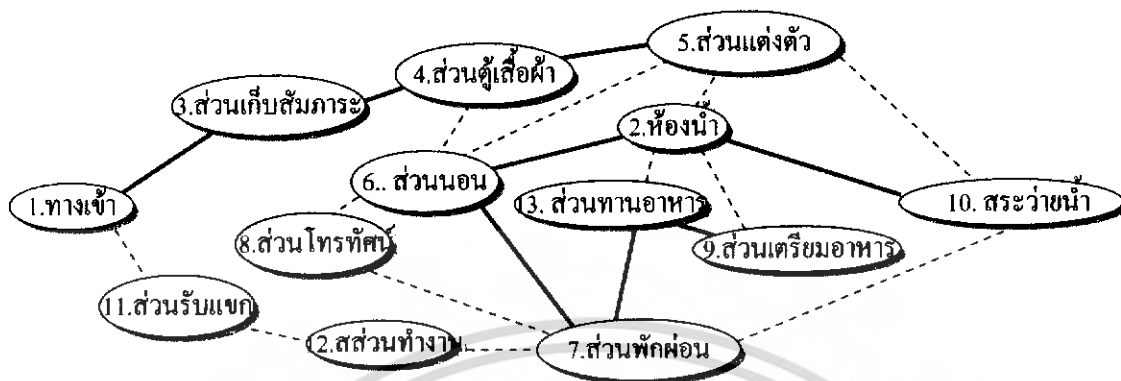 5.ส่วนแต่งตัว
4.ส่วนตู้เสื้อผ้า
3.ส่วนเก็บสัมภาระ
2.ห้องน้ำ
6.. ส่วนนอน
1.ทางเข้า
13. ส่วนทานอาหาร
10. สระว่ายน้ำ
8.ส่วนโทรทัศน์
9.ส่วนเตรียมอาหาร
11.ส่วนรับแขก
2.สส่วนทำงาน
7.ส่วนพักผ่อน